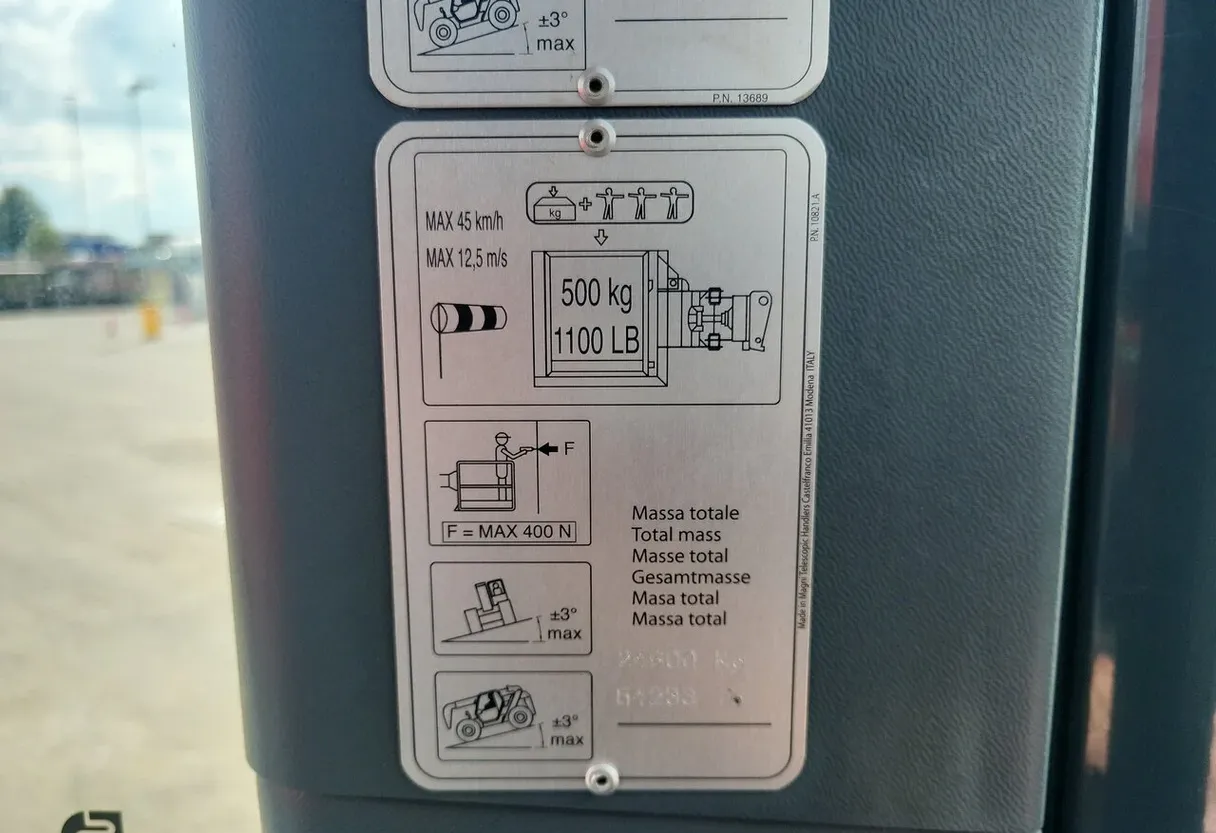 ±3°
max
P.N. 13689
kg
MAX 45 km/h
MAX 12,5 m/s
500 kg
1100 LB
P.N. 10821.A
F
F = MAX 400 N
±3°
max
±3°
max
Massa totale
Total mass
Masse total
Gesamtmasse
Masa total
Massa total
Kg
Made in Magni Telescopic Handlers Castelfranco Emilia 41013 Modena ITALY